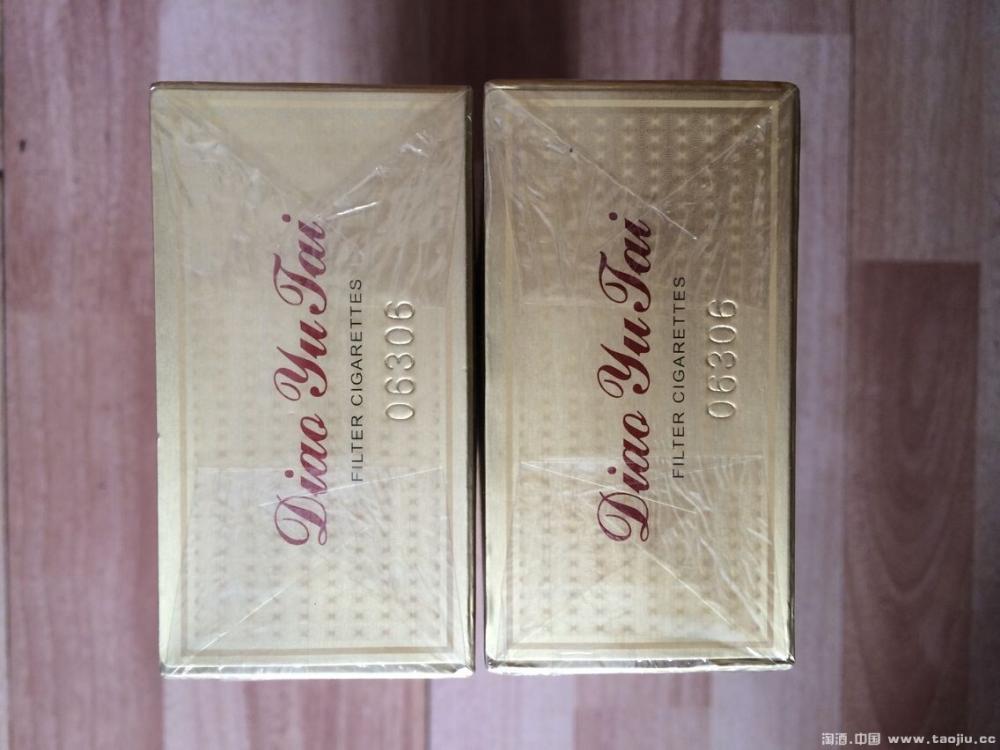 Diao Yu Tai
FILTER CIGARETTES
06306
Diao Yu Tai
FILTER CIGARETTES
06306
淘酒.中国 www.taojiu.cc